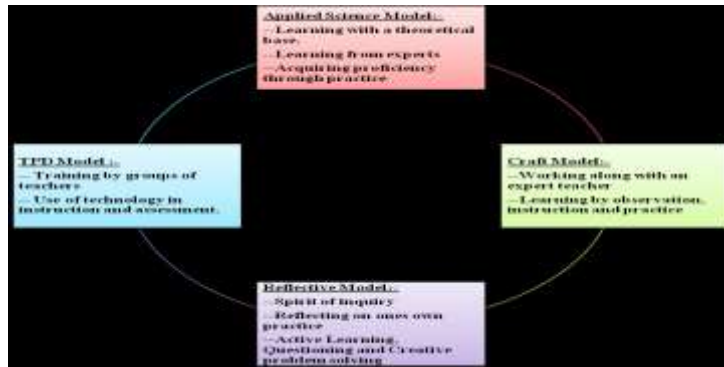 Applied Science Model:-
--Learning with a theoretical
base.
--Learning from experts
--Acquiring proficiency
through practice
TPD Model :-
-- Training by groups of
teachers
-- Use of technology in
instruction and assessment.
Craft Model:-
--Working along with an
expert teacher
--Learning by observation,
instruction and practice
Reflective Model:-
--Spirit of inquiry
--Reflecting on ones own
practice
--Active Learning,
Questioning and Creative
problem solving